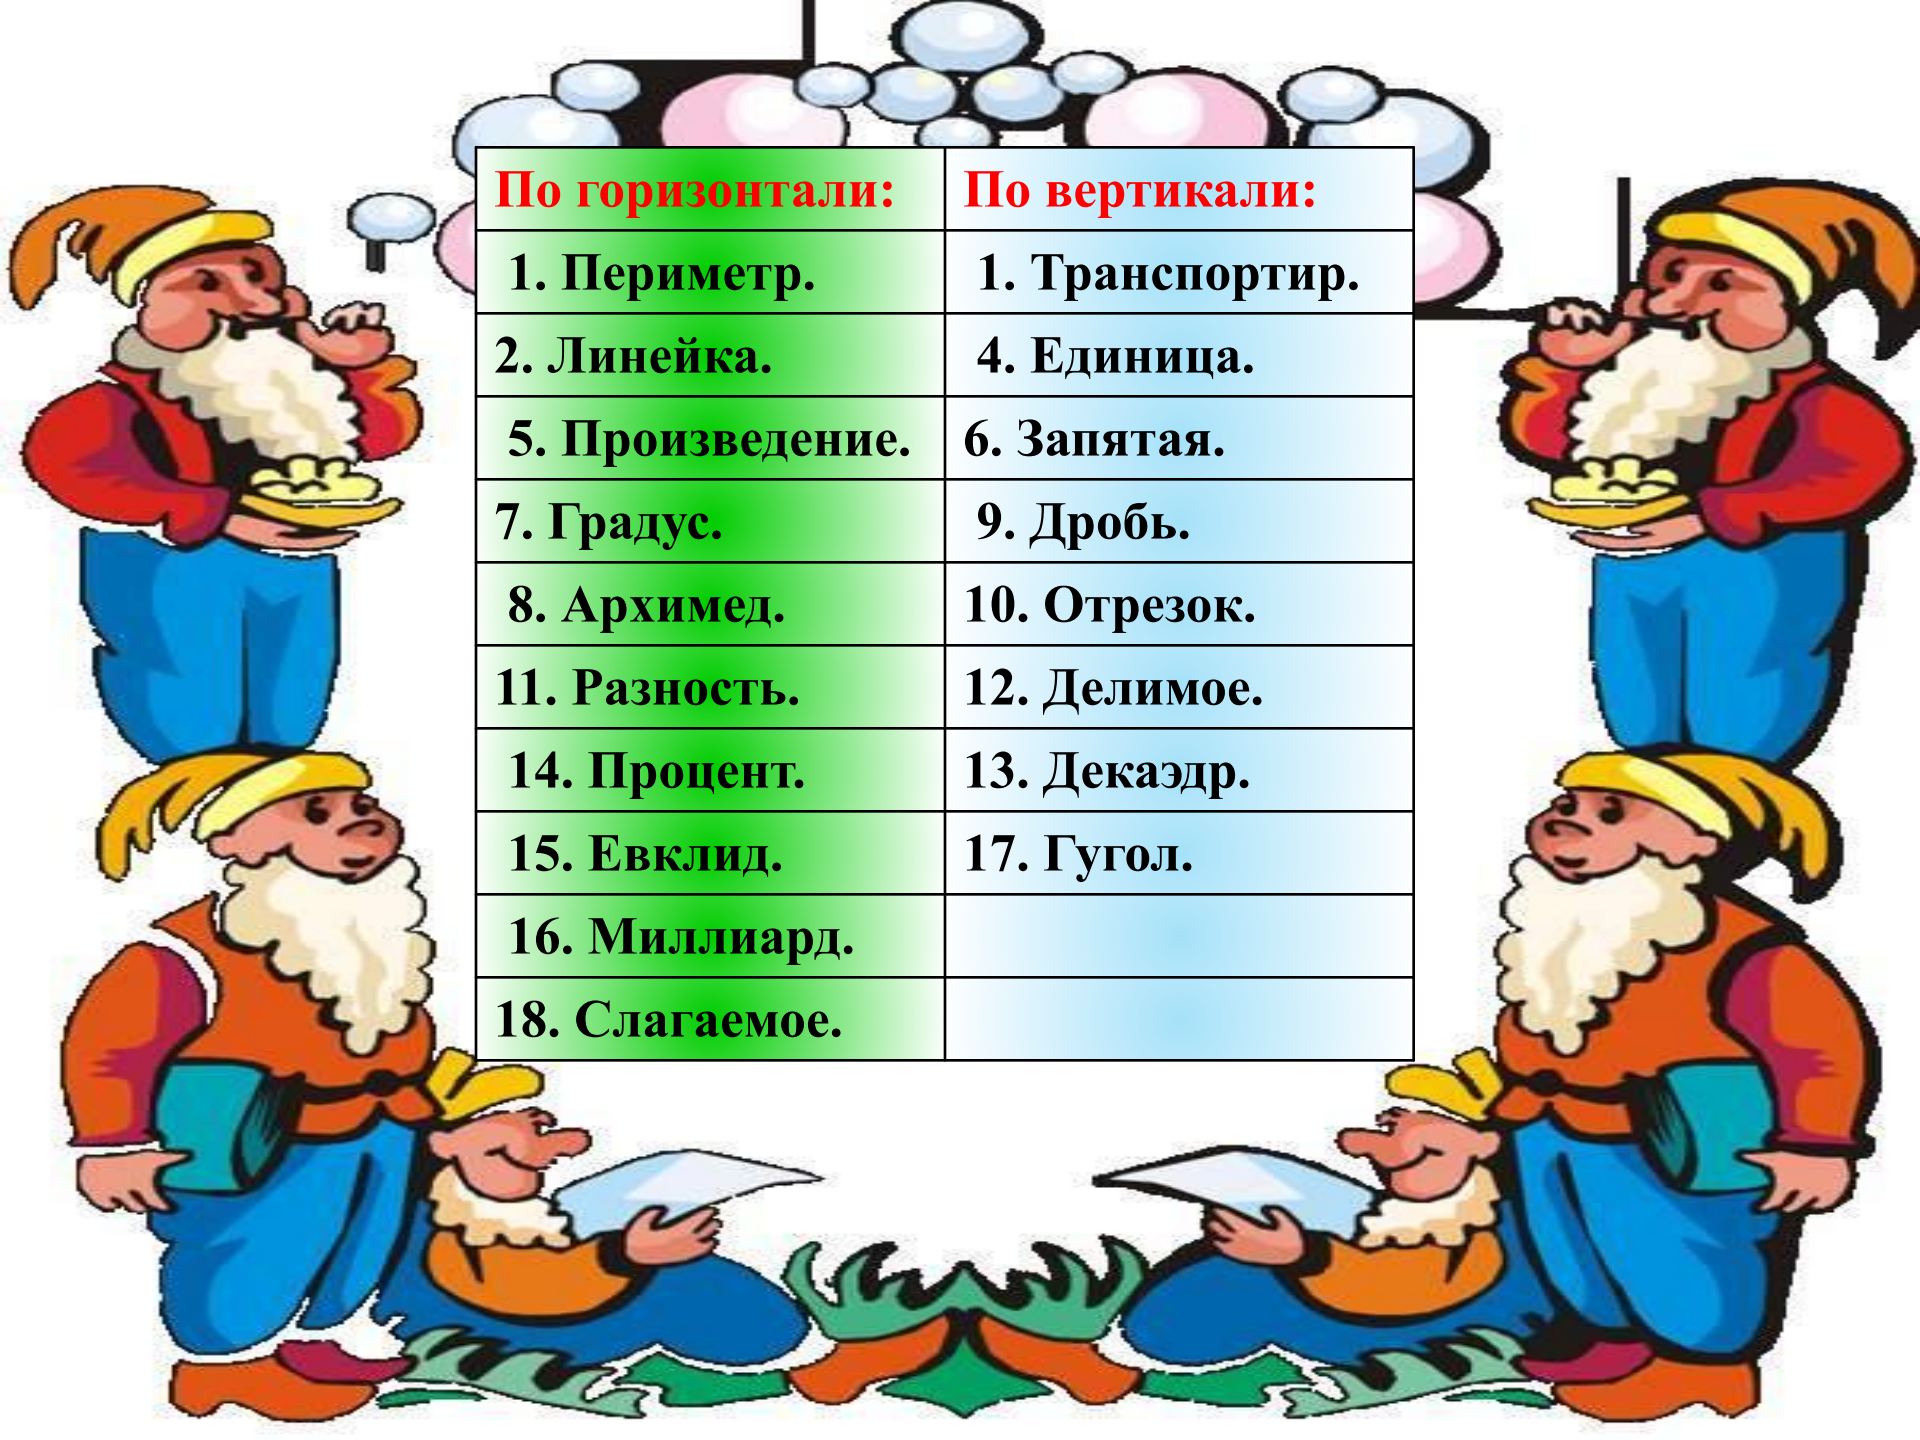 По горизонтали: По вертикали:
1. Периметр. 1. Транспортир.
2. Линейка. 4. Единица.
5. Произведение. 6. Запятая.
7. Градус. 9. Дробь.
8. Архимед. 10. Отрезок.
11. Разность. 12. Делимое.
14. Процент. 13. Декаэдр.
15. Евклид. 17. Гугол.
16. Миллиард.
18. Слагаемое.